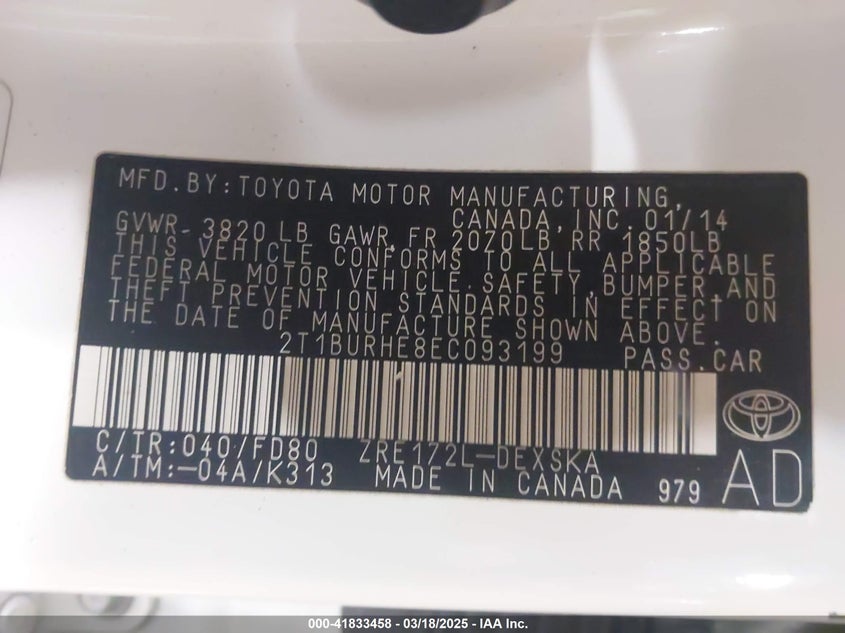 MFD.BY:TOYOTA MOTOR MANUFACTURING,
CANADA,INC. 01/14
GVWR 3820LB GAWR FR 2070LB RR 1850LB
THIS VEHICLE CONFORMS TO ALL APPLICABLE
FEDERAL MOTOR VEHICLE SAFETY,BUMPER,AND
THEFT PREVENTION STANDARDS IN EFFECT ON
THE DATE OF MANUFACTURE SHOWN ABOVE.
2T1BURHE8EC093199 PASS.CAR
C/TR:040/FD80 ZRE172L-DEXSKA
A/TM:-04A/K313 MADE IN CANADA 979 AD
000-41833458 - 03/18/2025 - IAA Inc.